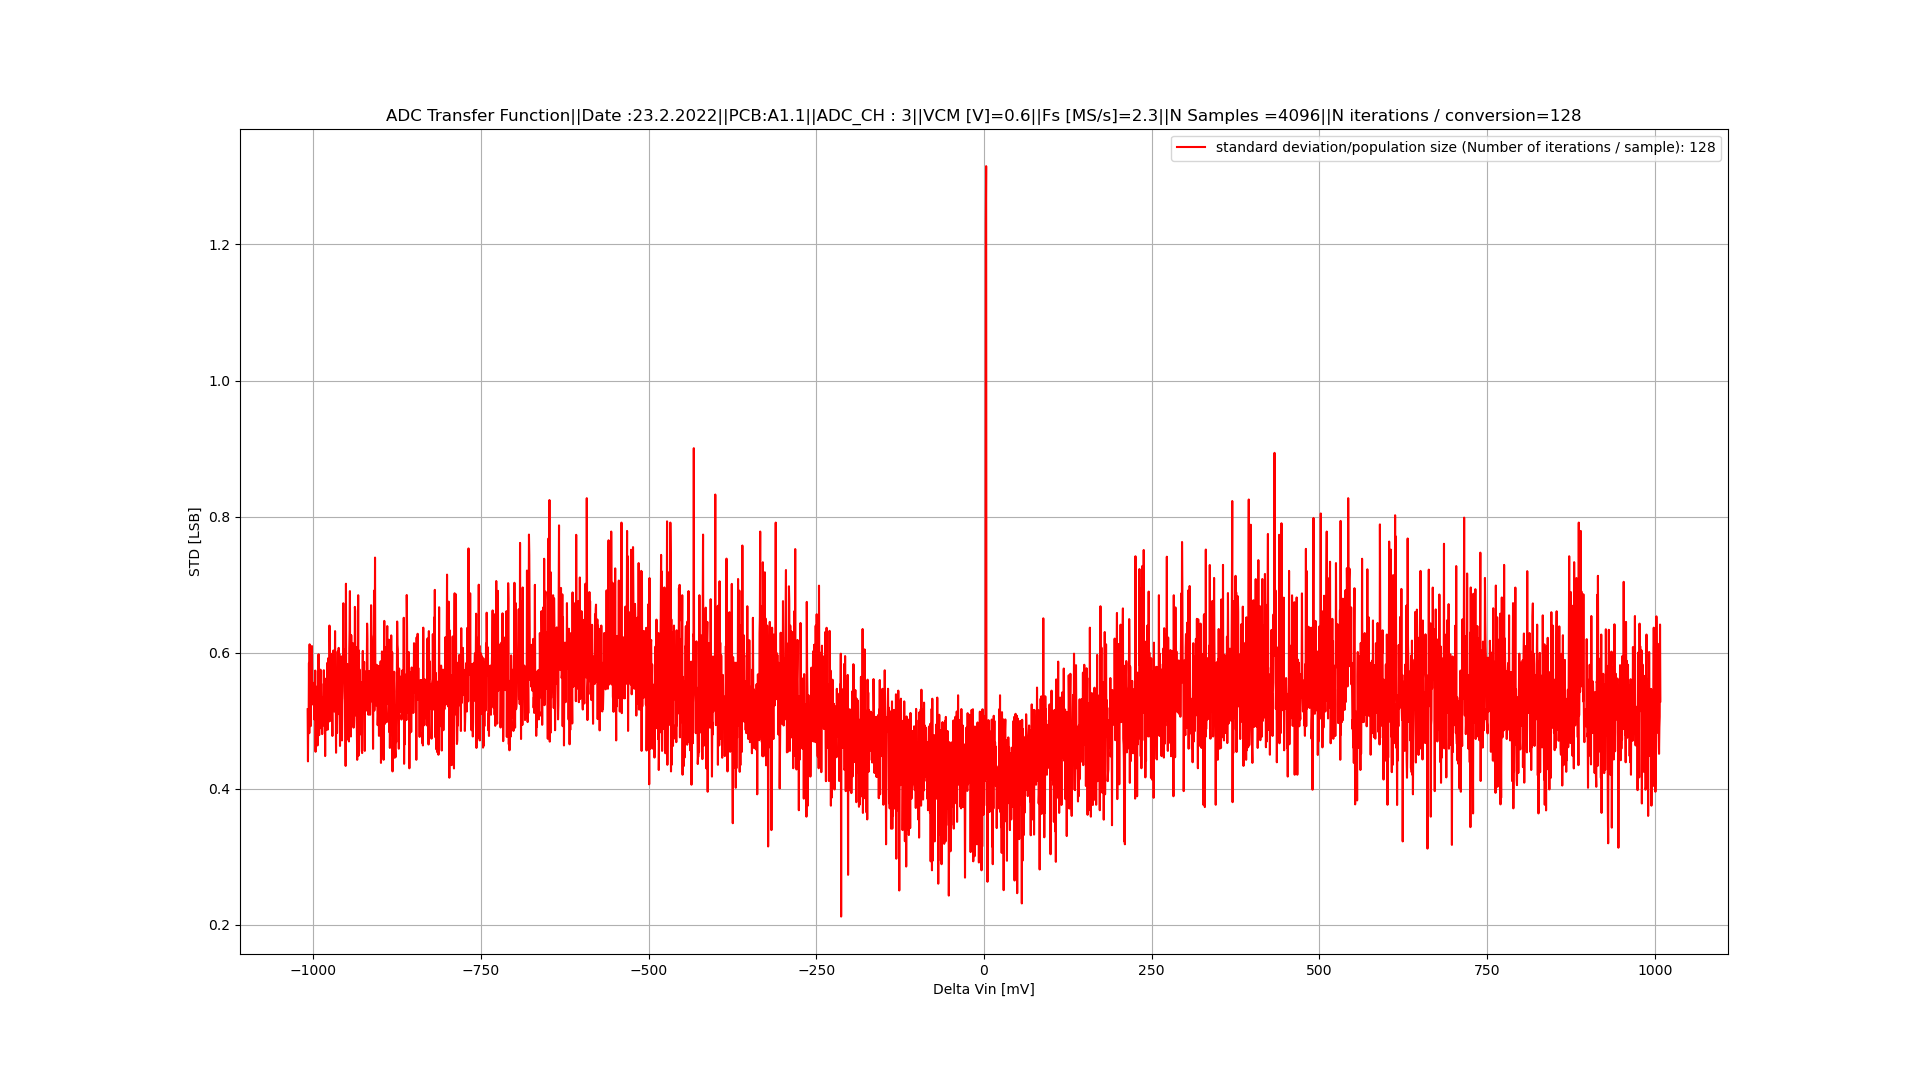 ADC Transfer Function||Date :23.2.2022||PCB:A1.1||ADC_CH : 3||VCM [V]=0.6||Fs [MS/s]=2.3||N Samples =4096||N iterations / conversion=128
standard deviation/population size (Number of iterations / sample): 128
1.2
1.0
0.8
0.6
0.4
0.2
STD [LSB]
−1000 −750 −500 −250 0 250 500 750 1000
Delta Vin [mV]